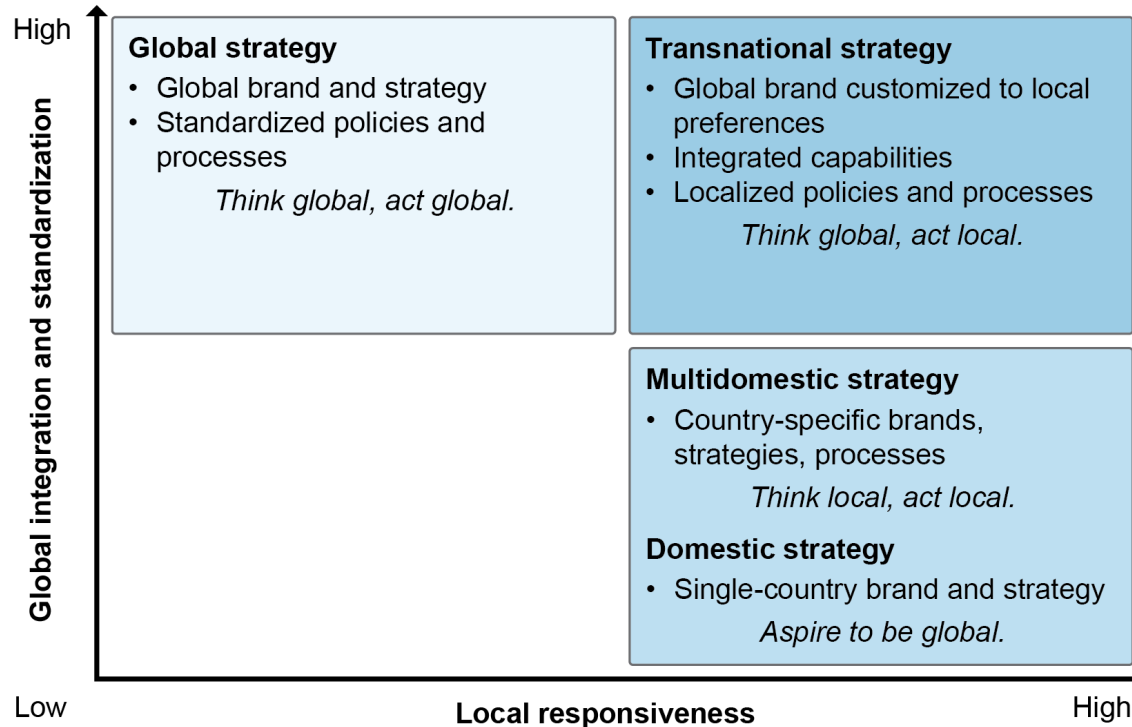 High
Global integration and standardization
Global strategy
• Global brand and strategy
• Standardized policies and
processes
Think global, act global.
Transnational strategy
• Global brand customized to local
preferences
• Integrated capabilities
• Localized policies and processes
Think global, act local.
Multidomestic strategy
• Country-specific brands,
strategies, processes
Think local, act local.
Domestic strategy
• Single-country brand and strategy
Aspire to be global.
Low
Local responsiveness
High